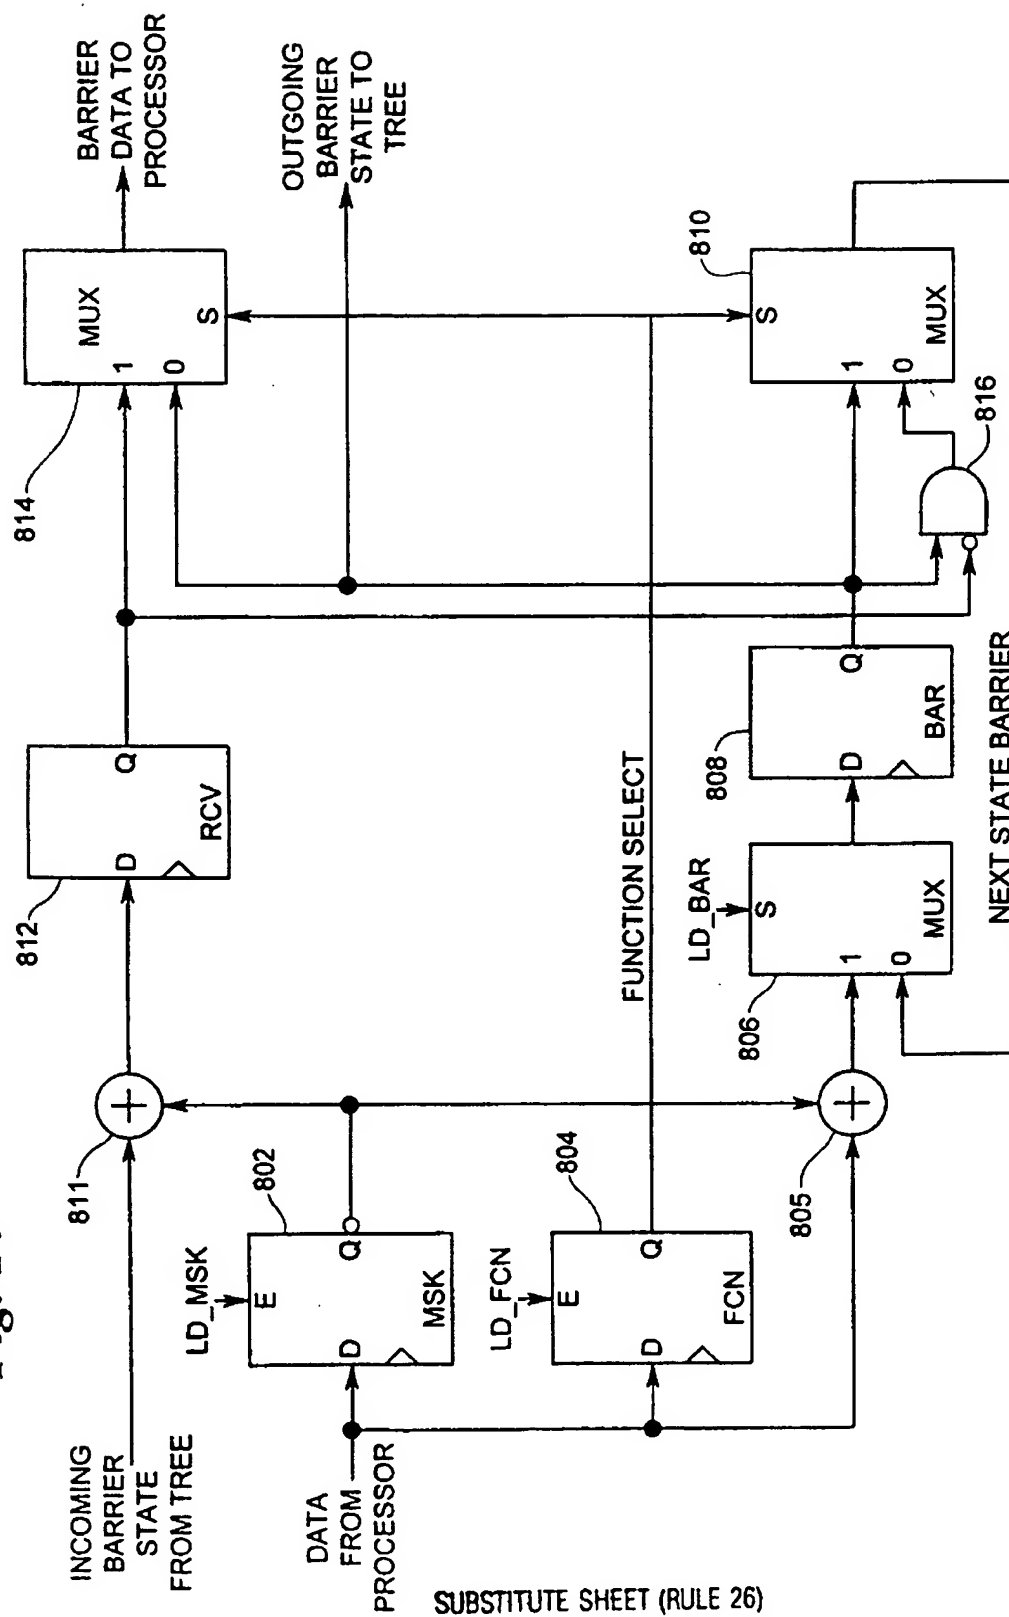 INCOMING
BARRIER
STATE
FROM TREE
811
D
Q
RCV
812
814
MUX
1
0
S
BARRIER
DATA TO
PROCESSOR
OUTGOING
BARRIER
STATE TO
TREE
DATA
FROM
PROCESSOR
LD_MSK
E
D
Q
MSK
802
LD_FCN
E
D
Q
FCN
804
FUNCTION SELECT
805
LD_BAR
S
1
0
MUX
806
D
Q
BAR
808
S
1
0
MUX
810
816
NEXT STATE BARRIER
SUBSTITUTE SHEET (RULE 26)